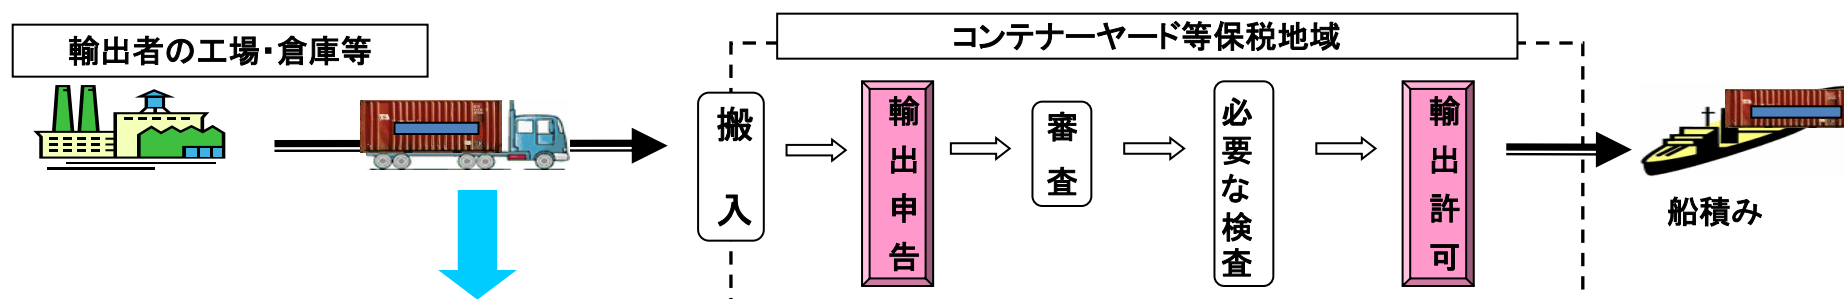 輸出者の工場・倉庫等
コンテナーヤード等保税地域
搬入
輸出申告
審査
必要な検査
輸出許可
船積み